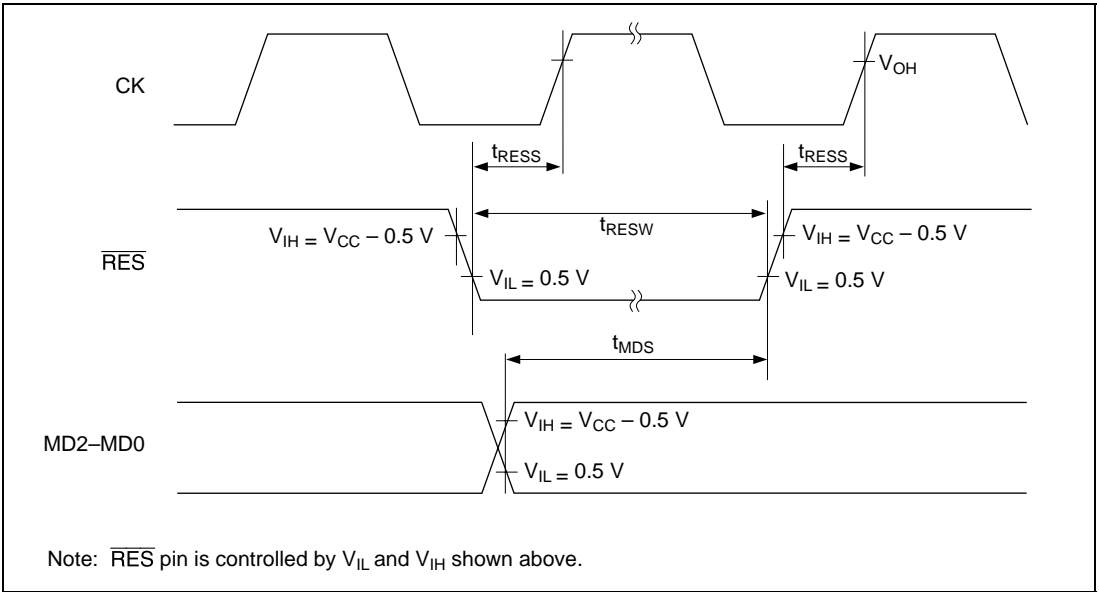 CK
V_OH
t_RESS
t_RESS
t_RESW
V_IH = V_CC – 0.5 V
V_IH = V_CC – 0.5 V
R̅E̅S̅
V_IL = 0.5 V
V_IL = 0.5 V
t_MDS
V_IH = V_CC – 0.5 V
MD2–MD0
V_IL = 0.5 V
Note: R̅E̅S̅ pin is controlled by V_IL and V_IH shown above.